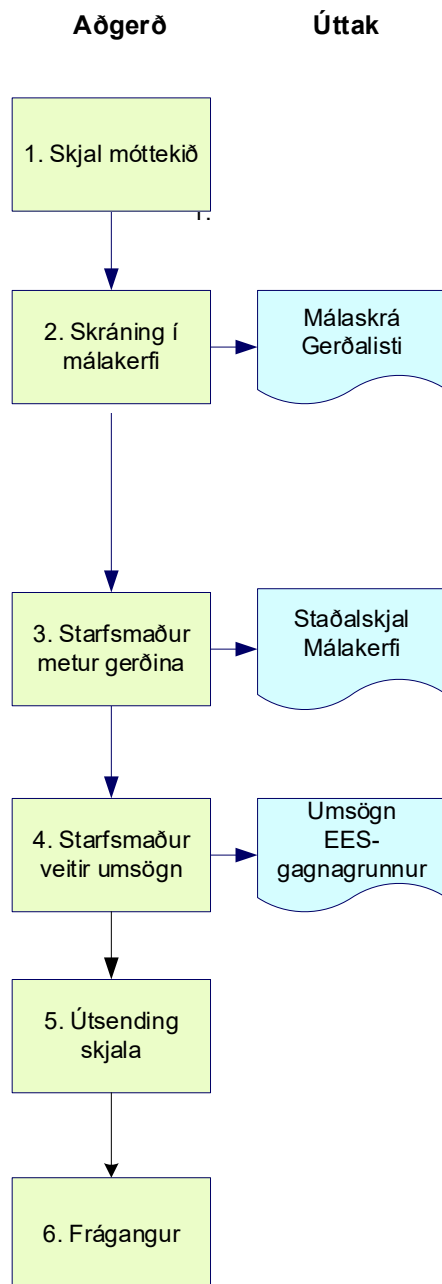 Aðgerð Úttak
1. Skjal móttekið
2. Skráning í
málakerfi
Málaskrá
Gerðalisti
3. Starfsmaður
metur gerðina
Staðalskjal
Málakerfi
4. Starfsmaður
veitir umsögn
Umsögn
EES-
gagnagrunnur
5. Útsending
skjala
6. Frágangur